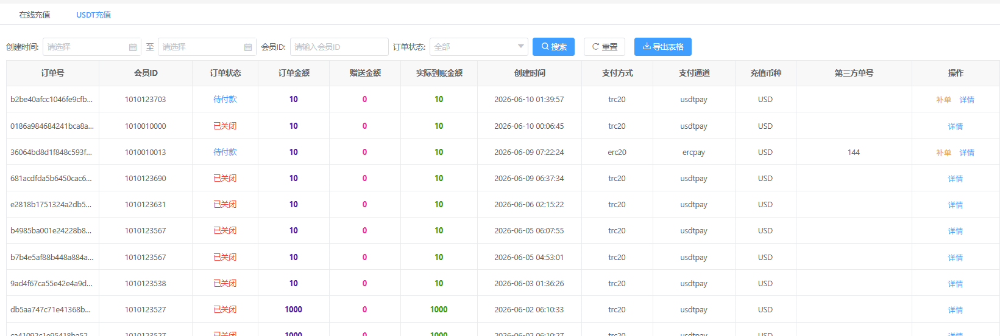 在线充值 USDT充值
创建时间: 请选择 至 请选择 会员ID: 请输入会员ID 订单状态: 全部 搜索 重置 导出表格
订单号 会员ID 订单状态 订单金额 赠送金额 实际到账金额 创建时间 支付方式 支付通道 充值币种 第三方单号 操作
b2be40afcc1046fe9cfb... 1010123703 待付款 10 0 10 2026-06-10 01:39:57 trc20 usdtpay USD 补单 详情
0186a984684241bca8a... 1010010000 已关闭 10 0 10 2026-06-10 00:06:45 trc20 usdtpay USD 详情
36064bd8d1f848c593f... 1010010013 待付款 10 0 10 2026-06-09 07:22:24 erc20 ercpay USD 144 补单 详情
681acdfda5b6450cac6... 1010123690 已关闭 10 0 10 2026-06-09 06:37:34 trc20 usdtpay USD 详情
e2818b1751324a2db5... 1010123631 已关闭 10 0 10 2026-06-06 02:15:22 trc20 usdtpay USD 详情
b4985ba001e24228b8... 1010123567 已关闭 10 0 10 2026-06-05 06:07:55 trc20 usdtpay USD 详情
b7b4e5af88b448a884a... 1010123567 已关闭 10 0 10 2026-06-05 04:53:01 trc20 usdtpay USD 详情
9ad4f67ca55e42e4a9d... 1010123538 已关闭 10 0 10 2026-06-03 01:36:26 trc20 usdtpay USD 详情
db5aa747c71e41368b... 1010123527 已关闭 1000 0 1000 2026-06-02 06:10:33 trc20 usdtpay USD 详情
ca41092c1e95418ba52... 1010123527 已关闭 1000 0 1000 2026-06-02 06:10:27 trc20 usdtpay USD 详情